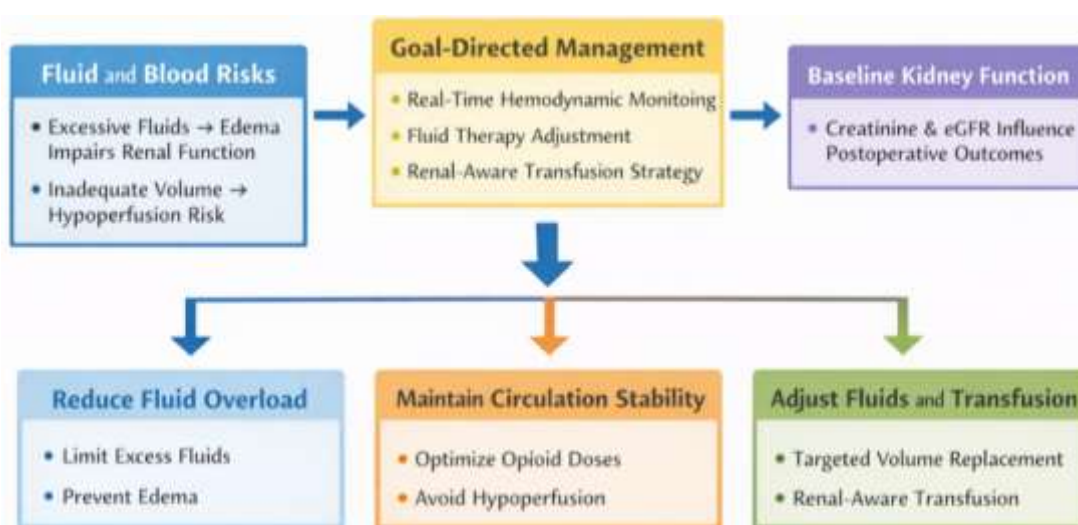 Fluid and Blood Risks
• Excessive Fluids → Edema
Impairs Renal Function
• Inadequate Volume →
Hypoperfusion Risk
Goal-Directed Management
• Real-Time Hemodynamic Monitoing
• Fluid Therapy Adjustment
• Renal-Aware Transfusion Strategy
Baseline Kidney Function
• Creatinine & eGFR Influence
Postoperative Outcomes
Reduce Fluid Overload
• Limit Excess Fluids
• Prevent Edema
Maintain Circulation Stability
• Optimize Opioid Doses
• Avoid Hypoperfusion
Adjust Fluids and Transfusion
• Targeted Volume Replacement
• Renal-Aware Transfusion